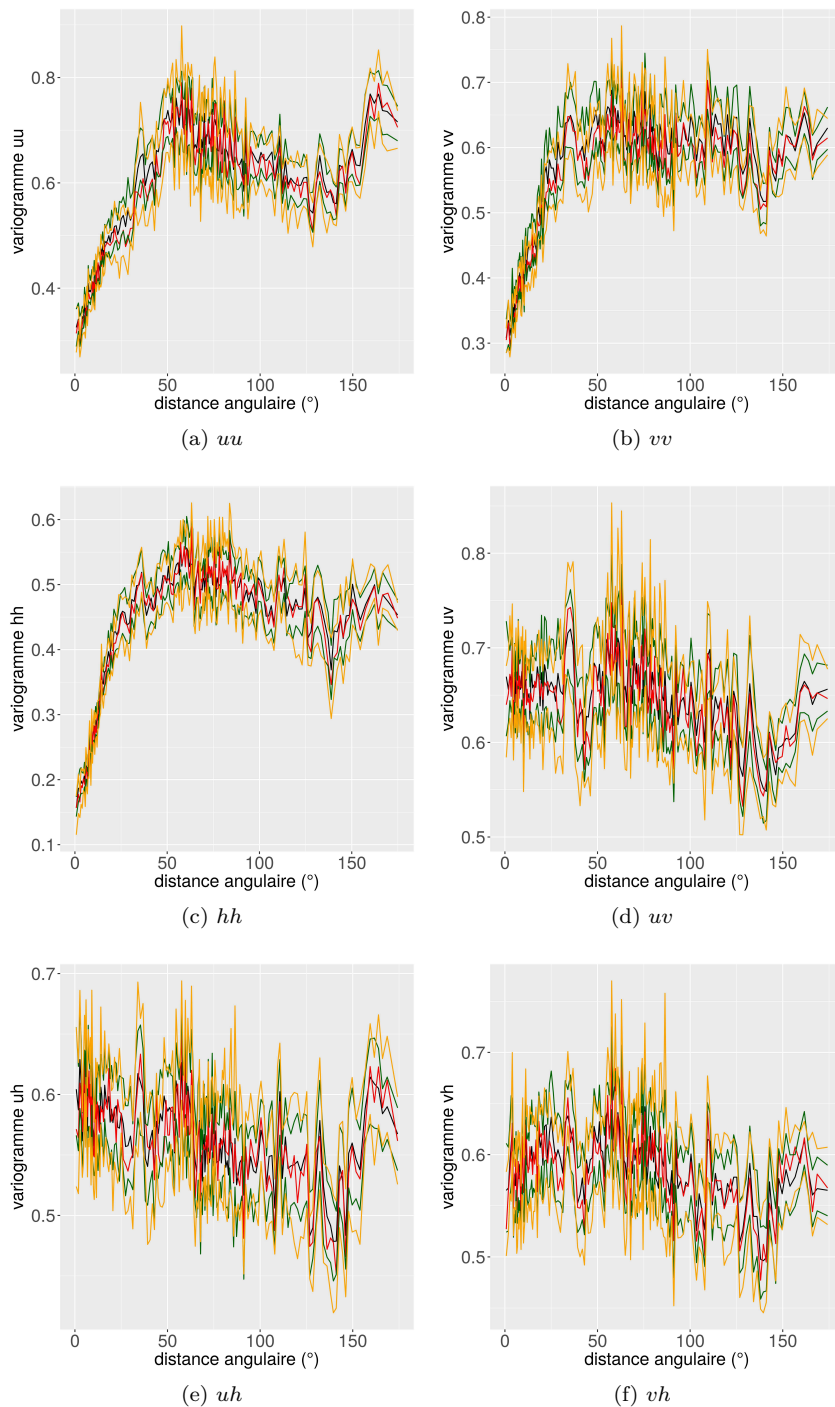 variogramme uu
0.8
0.6
0.4
0 50 100 150
distance angulaire (°)
(a) uu
variogramme vv
0.8
0.7
0.6
0.5
0.4
0.3
0 50 100 150
distance angulaire (°)
(b) vv
variogramme hh
0.6
0.5
0.4
0.3
0.2
0.1
0 50 100 150
distance angulaire (°)
(c) hh
variogramme uv
0.8
0.7
0.6
0.5
0 50 100 150
distance angulaire (°)
(d) uv
variogramme uh
0.7
0.6
0.5
0 50 100 150
distance angulaire (°)
(e) uh
variogramme vh
0.7
0.6
0.5
0 50 100 150
distance angulaire (°)
(f) vh